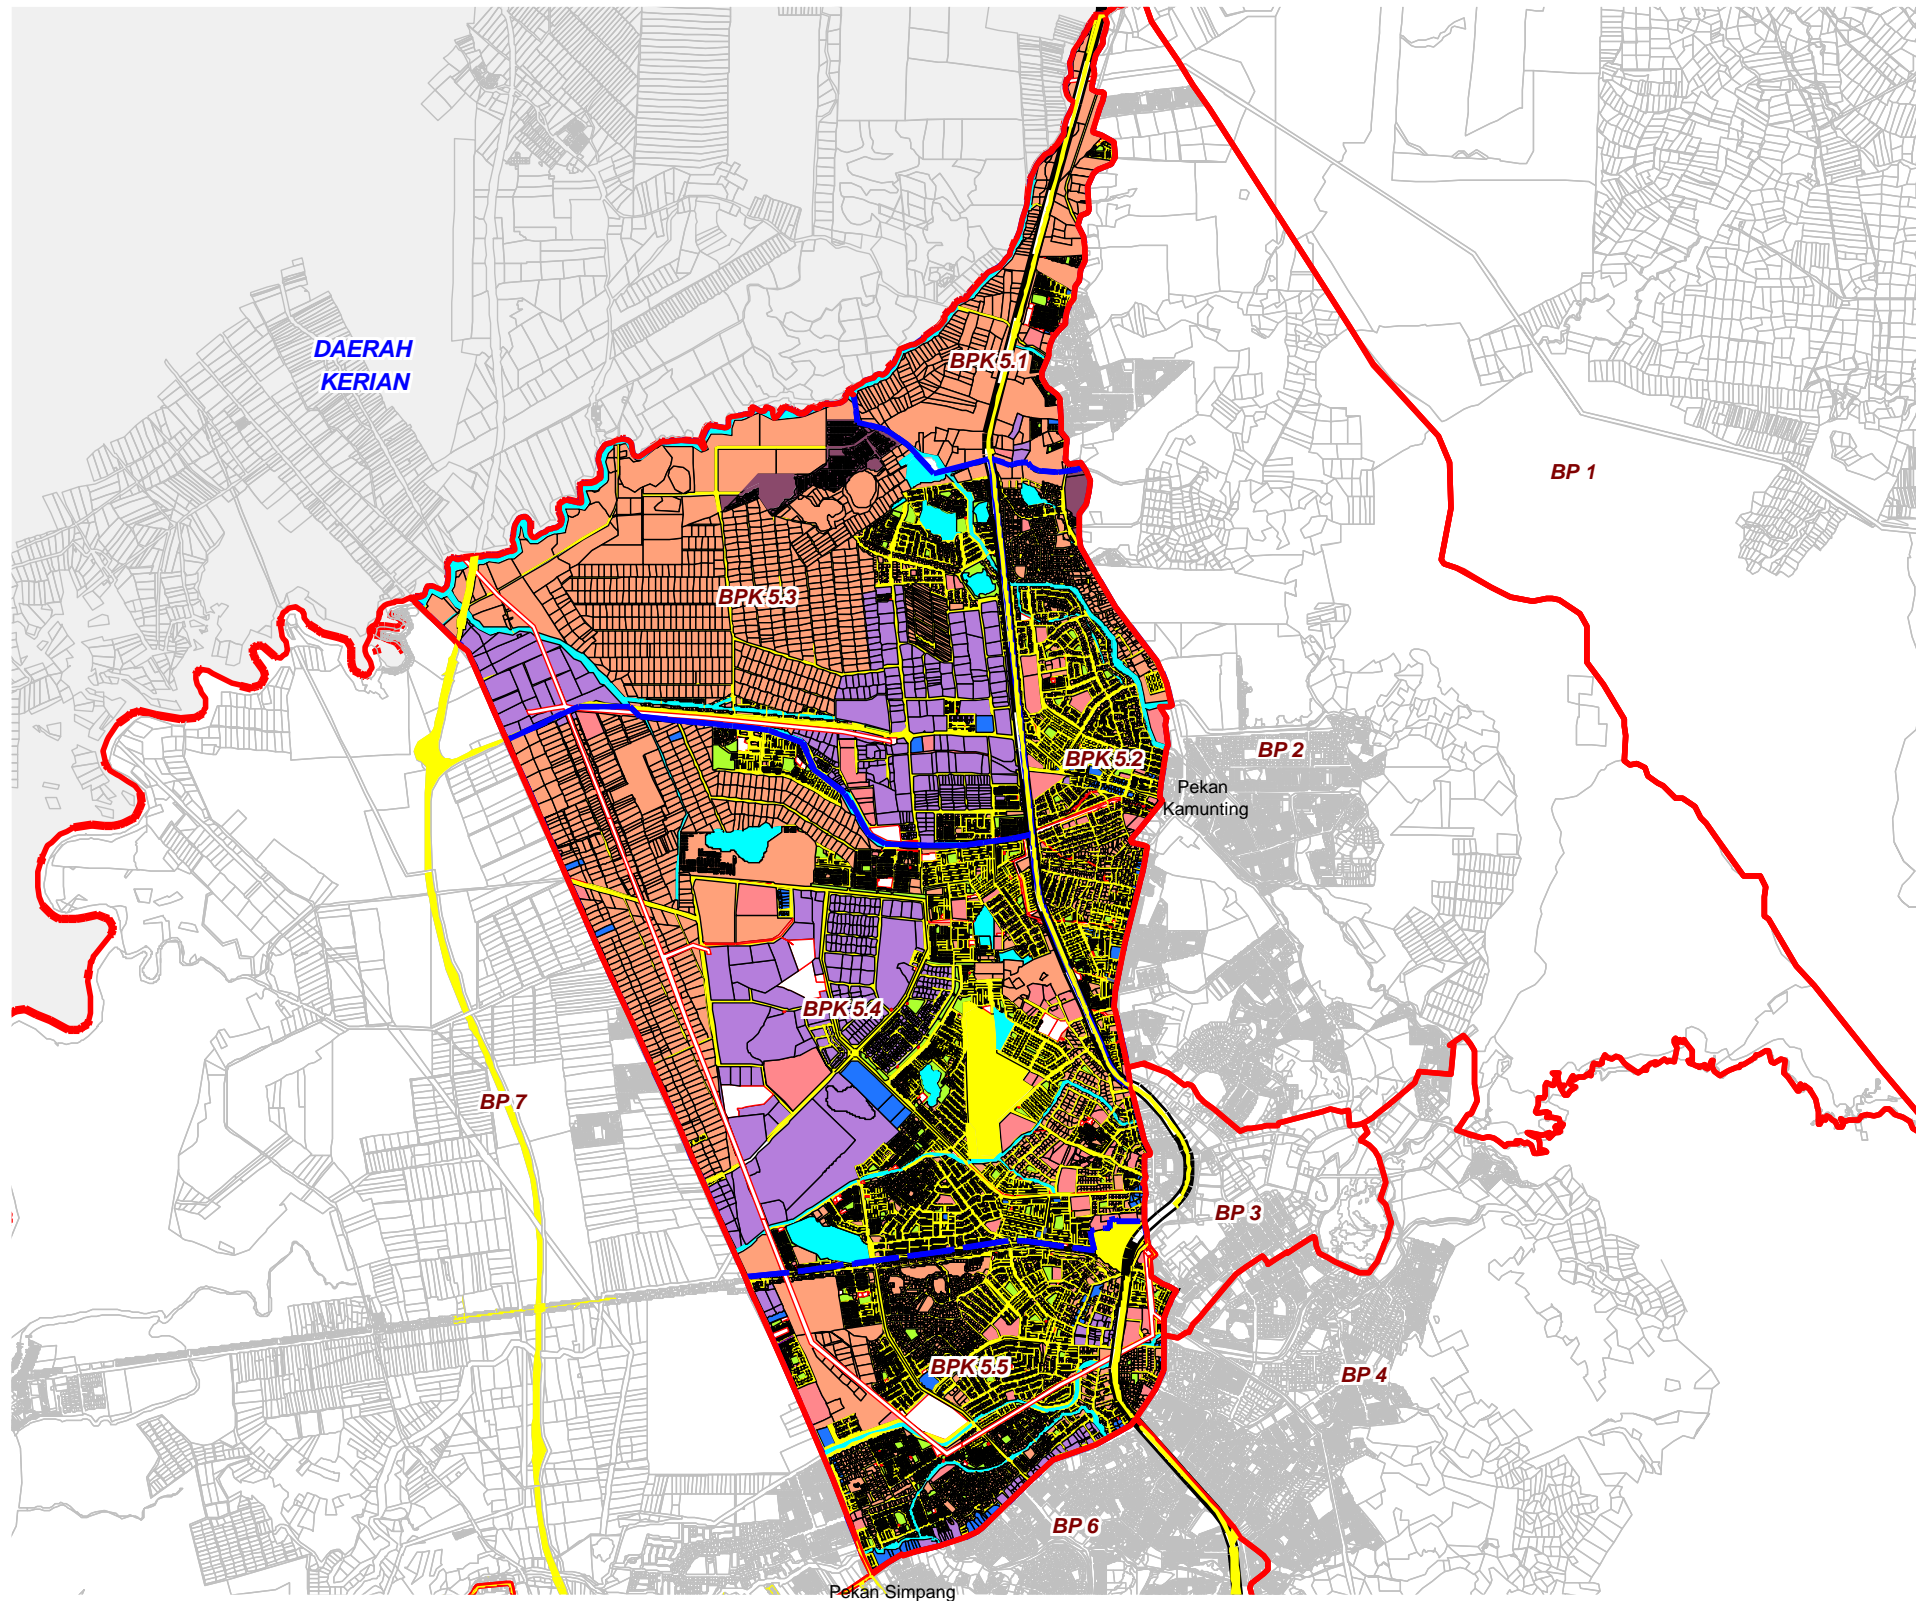 DAERAH
KERIAN
BPK 5.1
BP 1
BPK 5.3
BPK 5.2
BP 2
Pekan
Kamunting
BPK 5.4
BP 7
BP 3
BPK 5.5
BP 4
BP 6
Pekan Simpang